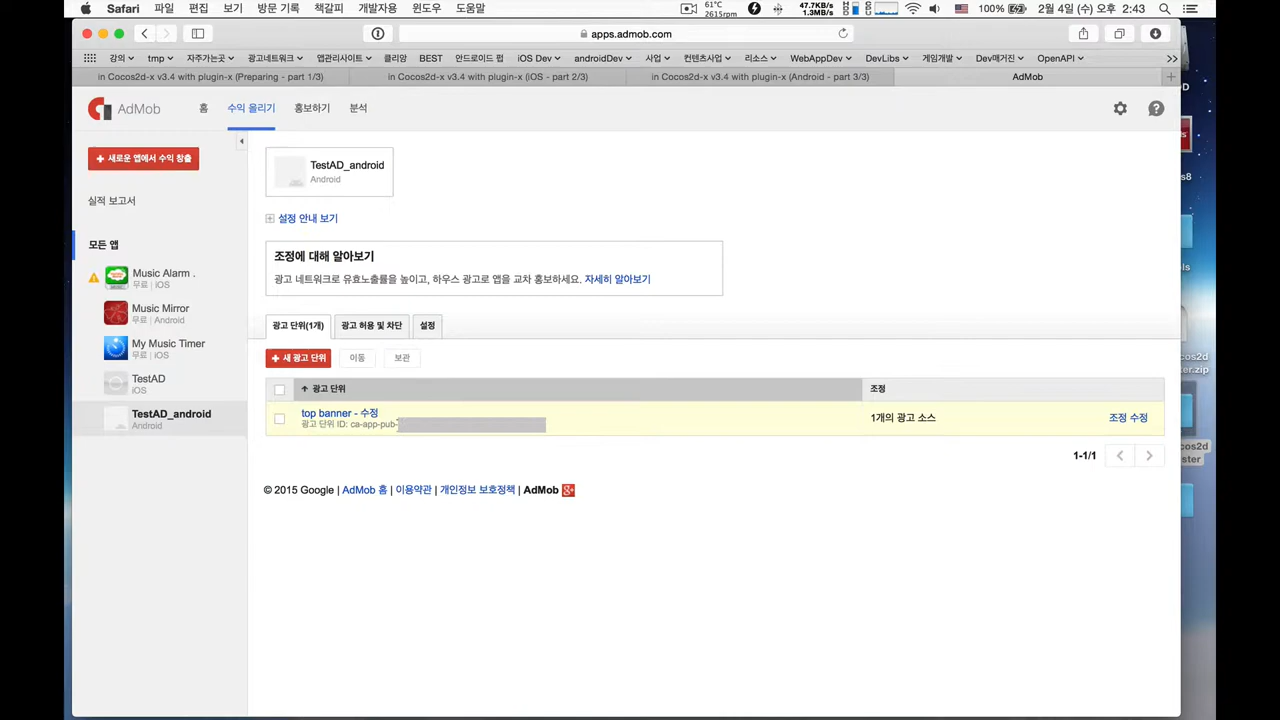 Safari 파일 편집 보기 방문 기록 책갈피 개발자용 윈도우 도움말 61°C 2615rpm 47.7KB/s 1.3MB/s 100% 2월 4일 (수) 오후 2:43
apps.admob.com
강의 tmp 자주가는곳 광고네트워크 앱관리사이트 클리앙 BEST 안드로이드 펍 iOS Dev androidDev 사업 컨텐츠사업 리소스 WebAppDev DevLibs 게임개발 Dev매거진 OpenAPI
in Cocos2d-x v3.4 with plugin-x (Preparing - part 1/3) in Cocos2d-x v3.4 with plugin-x (iOS - part 2/3) in Cocos2d-x v3.4 with plugin-x (Android - part 3/3) AdMob
AdMob 홈 수익 올리기 홍보하기 분석
+ 새로운 앱에서 수익 창출
실적 보고서
모든 앱
Music Alarm .
무료 | iOS
Music Mirror
무료 | Android
My Music Timer
무료 | iOS
TestAD
iOS
TestAD_android
Android
TestAD_android
Android
설정 안내 보기
조정에 대해 알아보기
광고 네트워크로 유효노출률을 높이고, 하우스 광고로 앱을 교차 홍보하세요. 자세히 알아보기
광고 단위(1개) 광고 허용 및 차단 설정
+ 새 광고 단위 이동 보관
↑ 광고 단위 조정
top banner - 수정
광고 단위 ID: ca-app-pub-
1개의 광고 소스 조정 수정
1-1/1
© 2015 Google | AdMob 홈 | 이용약관 | 개인정보 보호정책 | AdMob
D
s8
ls
cos2d
ter.zip
cos2d
ster